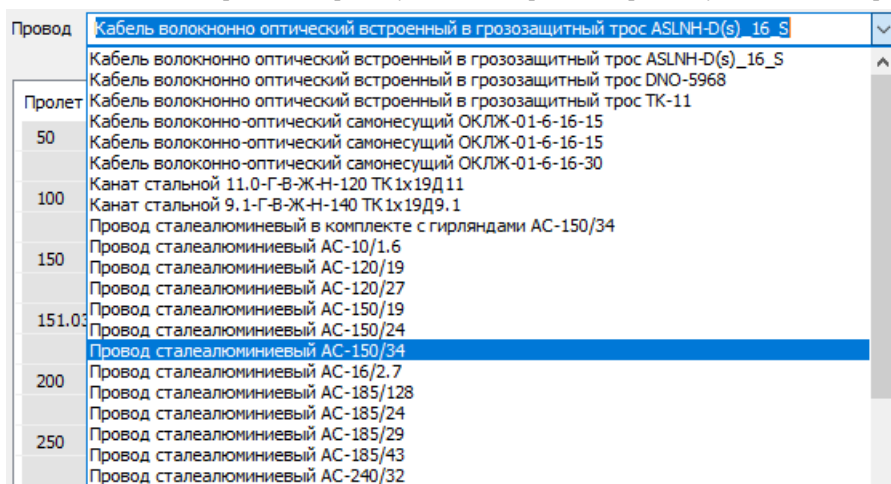 Провод Кабель волокнонно оптический встроенный в грозозащитный трос ASLNH-D(s)_16_S
Кабель волокнонно оптический встроенный в грозозащитный трос ASLNH-D(s)_16_S
Кабель волокнонно оптический встроенный в грозозащитный трос DNO-5968
Пролет Кабель волокнонно оптический встроенный в грозозащитный трос ТК-11
Кабель волоконно-оптический самонесущий ОКЛЖ-01-6-16-15
50 Кабель волоконно-оптический самонесущий ОКЛЖ-01-6-16-15
Кабель волоконно-оптический самонесущий ОКЛЖ-01-6-16-30
Канат стальной 11.0-Г-В-Ж-Н-120 ТК1х19Д11
100 Канат стальной 9.1-Г-В-Ж-Н-140 ТК1х19Д9.1
Провод сталеалюминевый в комплекте с гирляндами АС-150/34
Провод сталеалюминиевый АС-10/1.6
150 Провод сталеалюминиевый АС-120/19
Провод сталеалюминиевый АС-120/27
Провод сталеалюминиевый АС-150/19
151.03 Провод сталеалюминиевый АС-150/24
Провод сталеалюминиевый АС-150/34
Провод сталеалюминиевый АС-16/2.7
200 Провод сталеалюминиевый АС-185/128
Провод сталеалюминиевый АС-185/24
Провод сталеалюминиевый АС-185/29
250 Провод сталеалюминиевый АС-185/43
Провод сталеалюминиевый АС-240/32